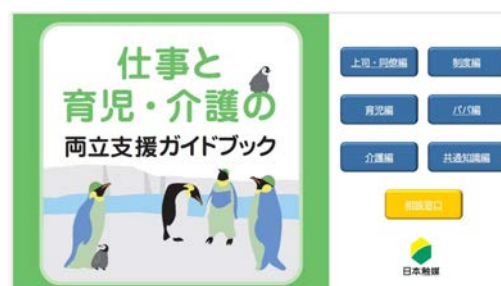 仕事と
育児・介護の
両立支援ガイドブック
上司・同僚編
制度編
育児編
パパ編
介護編
共通知識編
相談窓口
日本触媒